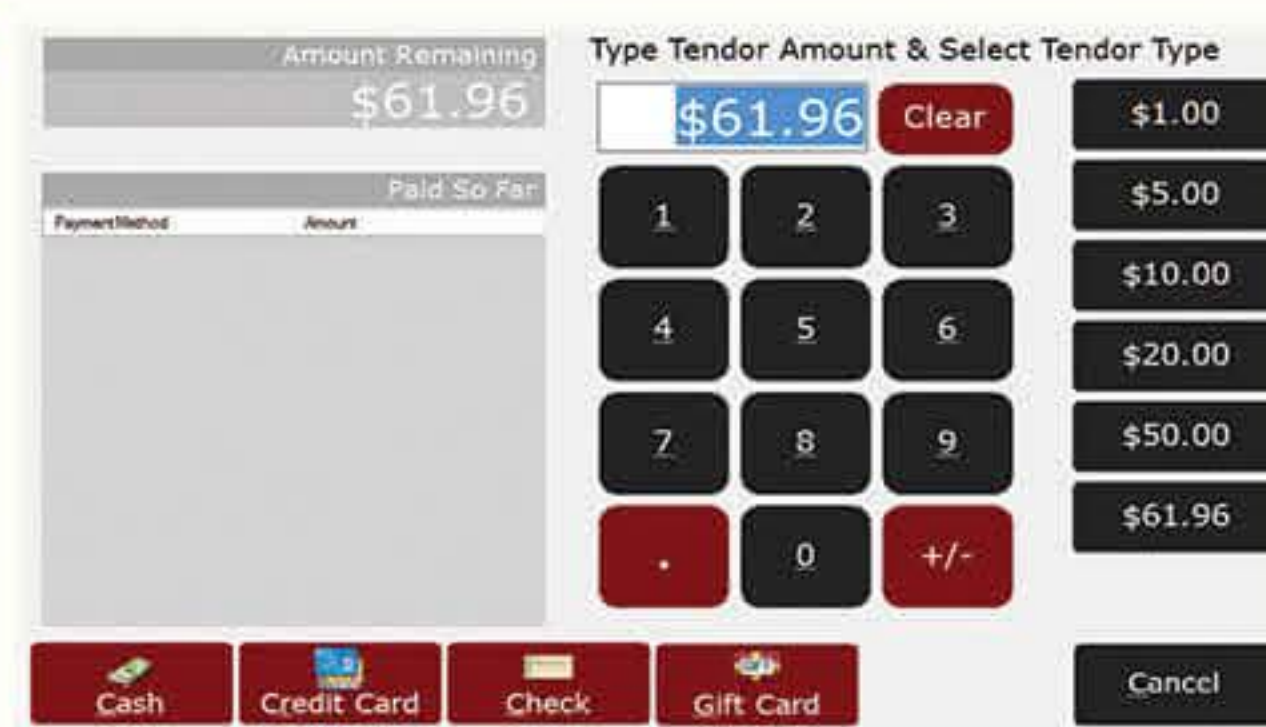 Amount Remaining
$61.96
Paid So Far
PaymentMethod Amount
Type Tendor Amount & Select Tendor Type
$61.96 Clear
1 2 3
4 5 6
7 8 9
. 0 +/-
$1.00
$5.00
$10.00
$20.00
$50.00
$61.96
Cash Credit Card Check Gift Card
Cancel